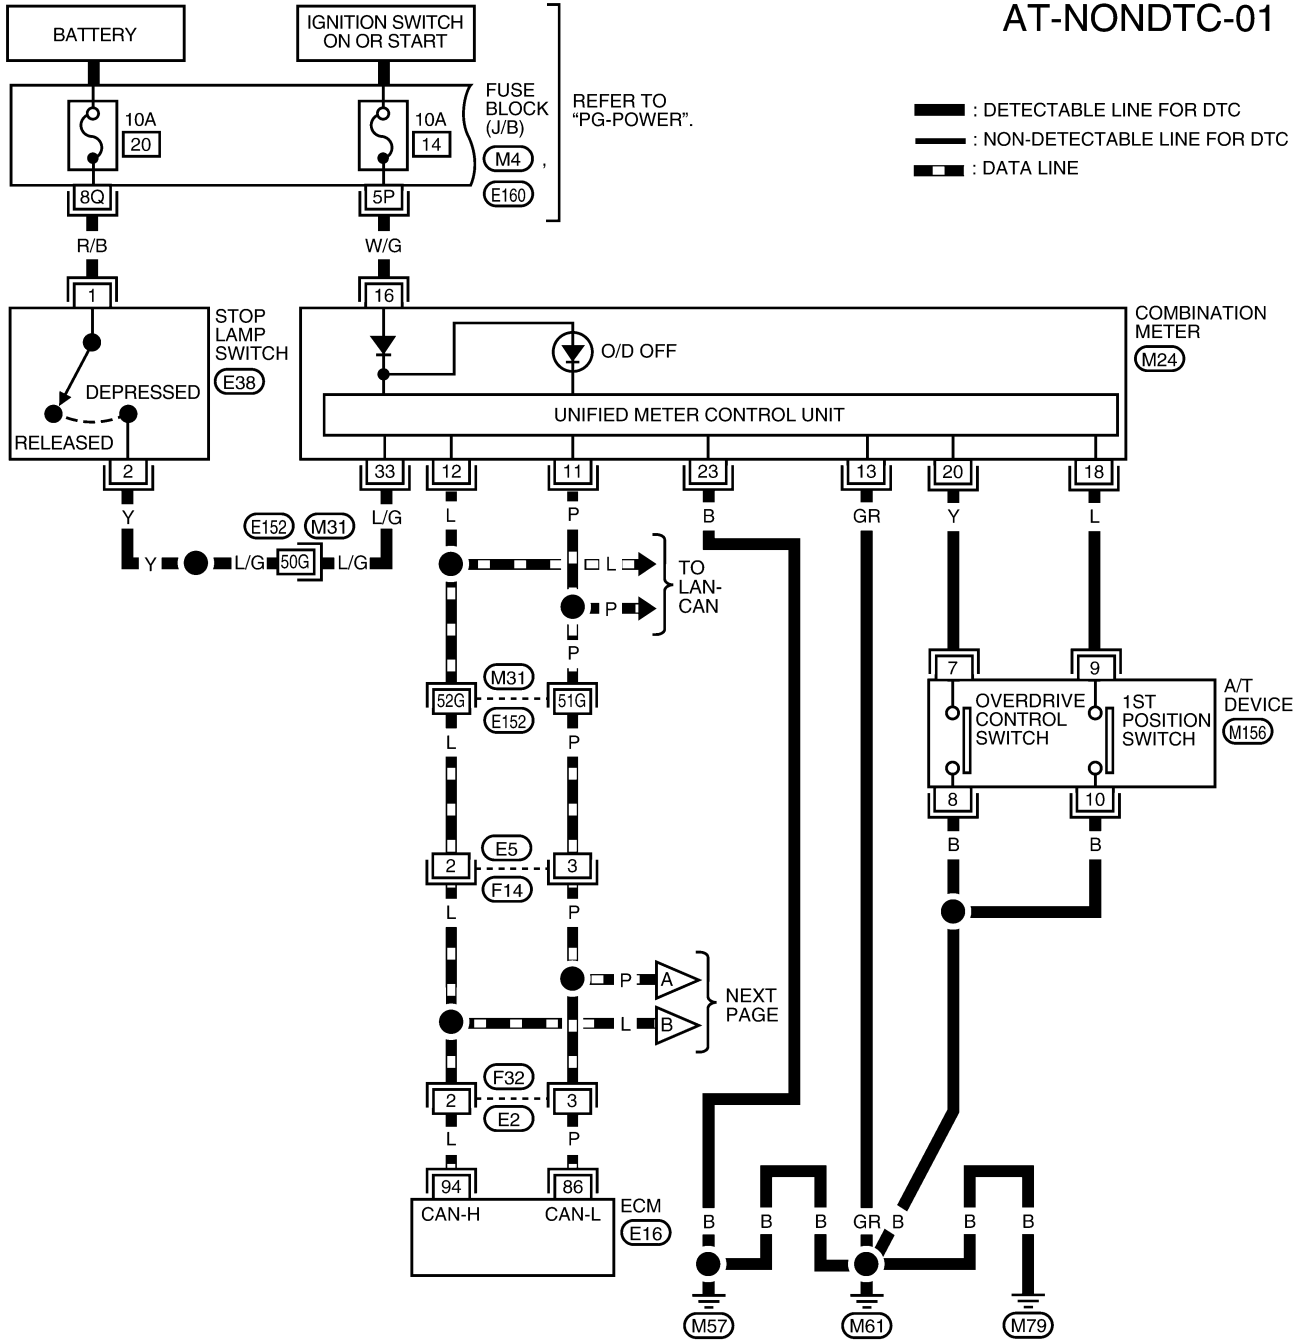 AT-NONDTC-01
BATTERY
IGNITION SWITCH
ON OR START
FUSE
BLOCK
(J/B)
M4 ,
E160
REFER TO
“PG-POWER”.
: DETECTABLE LINE FOR DTC
: NON-DETECTABLE LINE FOR DTC
: DATA LINE
10A
20
10A
14
8Q
5P
R/B
W/G
1
16
STOP
LAMP
SWITCH
E38
DEPRESSED
RELEASED
COMBINATION
METER
M24
O/D OFF
UNIFIED METER CONTROL UNIT
2
33
12
11
23
13
20
18
Y
L/G
L
P
B
GR
Y
L
E152
M31
Y
L/G
50G
L/G
L
P
TO
LAN-
CAN
P
M31
52G
51G
E152
L
P
7
9
OVERDRIVE
CONTROL
SWITCH
1ST
POSITION
SWITCH
A/T
DEVICE
M156
8
10
B
B
E5
2
3
F14
L
P
P
A
L
B
NEXT
PAGE
F32
2
3
E2
L
P
94
86
CAN-H
CAN-L
ECM
E16
B
B
B
GR
B
B
B
M57
M61
M79